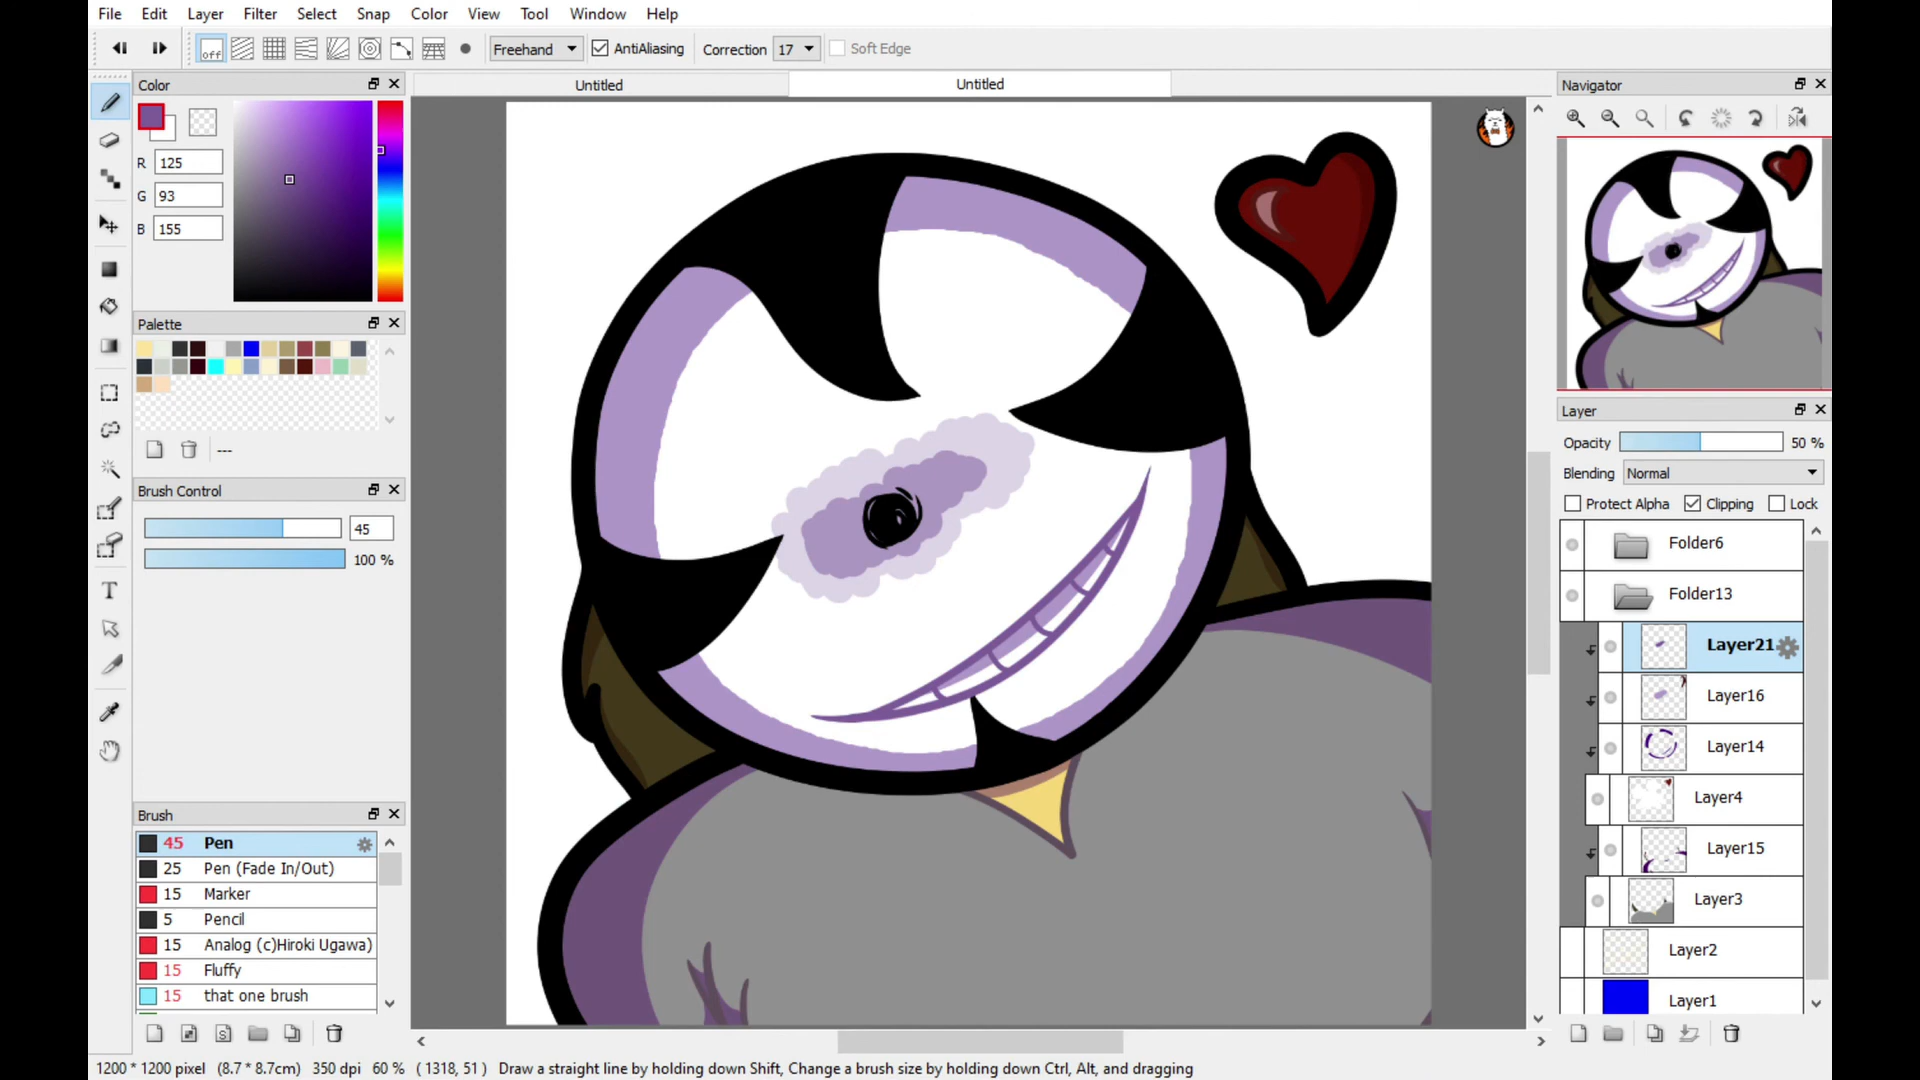 File Edit Layer Filter Select Snap Color View Tool Window Help
off Freehand AntiAliasing Correction 17 Soft Edge
Color
R 125
G 93
B 155
Palette
---
Brush Control
45
100 %
Brush
45 Pen
25 Pen (Fade In/Out)
15 Marker
5 Pencil
15 Analog (c)Hiroki Ugawa)
15 Fluffy
15 that one brush
Untitled Untitled
Navigator
Layer
Opacity 50 %
Blending Normal
Protect Alpha Clipping Lock
Folder6
Folder13
Layer21
Layer16
Layer14
Layer4
Layer15
Layer3
Layer2
Layer1
T
1200 * 1200 pixel (8.7 * 8.7cm) 350 dpi 60 % ( 1318, 51 ) Draw a straight line by holding down Shift, Change a brush size by holding down Ctrl, Alt, and dragging